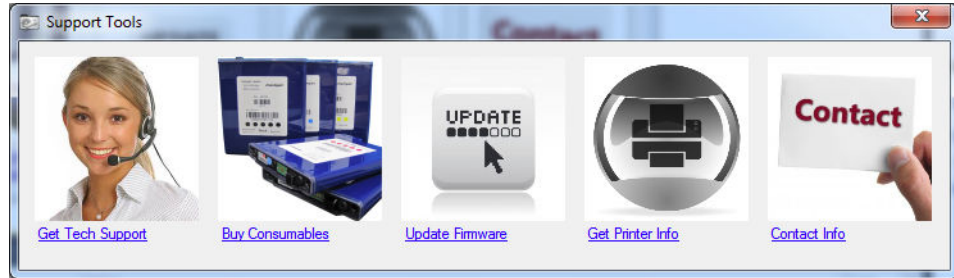 Support Tools
UPDATE
Contact
Get Tech Support
Buy Consumables
Update Firmware
Get Printer Info
Contact Info